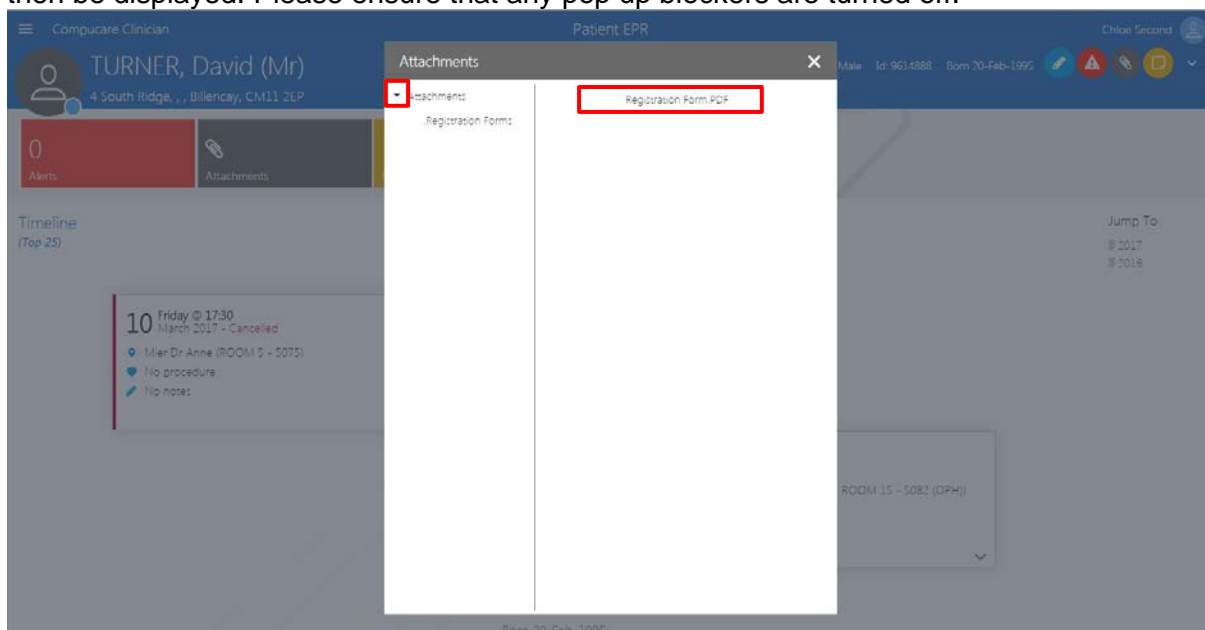 then be displayed. Please ensure that any pop-up blockers are turned off.
Compucare Clinician
Patient EPR
Chloe Second
TURNER, David (Mr)
4 South Ridge, , , Billericay, CM11 2EP
Male Id: 9614888 Born 20-Feb-1995
Attachments
Attachments
Registration Forms
Registration Form.PDF
0
Alerts
Attachments
Timeline
(Top 25)
Jump To
2017
2016
10 Friday @ 17:30
March 2017 - Cancelled
Mier Dr Anne (ROOM 5 - 5075)
No procedure
No notes
ROOM 15 - 5082 (OPH))
Born 20-Feb-1995